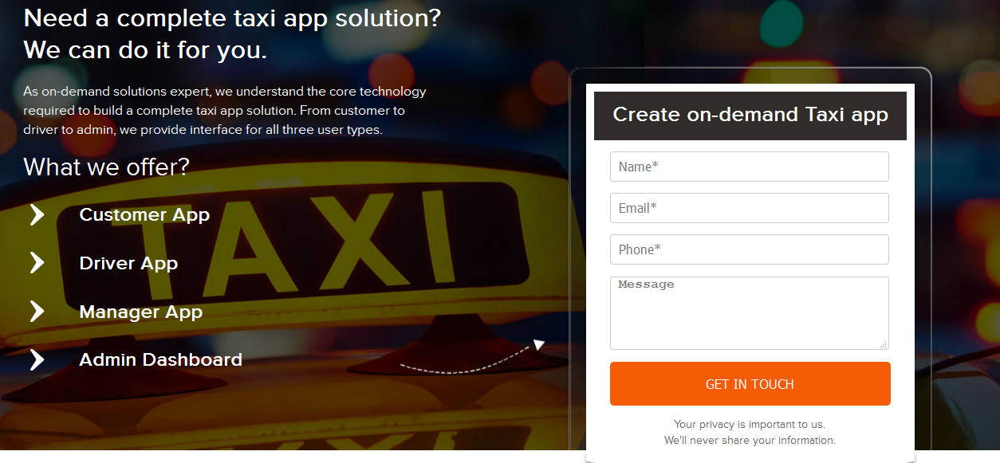 Need a complete taxi app solution?
We can do it for you.
As on-demand solutions expert, we understand the core technology
required to build a complete taxi app solution. From customer to
driver to admin, we provide interface for all three user types.
What we offer?
Customer App
Driver App
Manager App
Admin Dashboard
TAXI
Create on-demand Taxi app
Name*
Email*
Phone*
Message
GET IN TOUCH
Your privacy is important to us.
We'll never share your information.